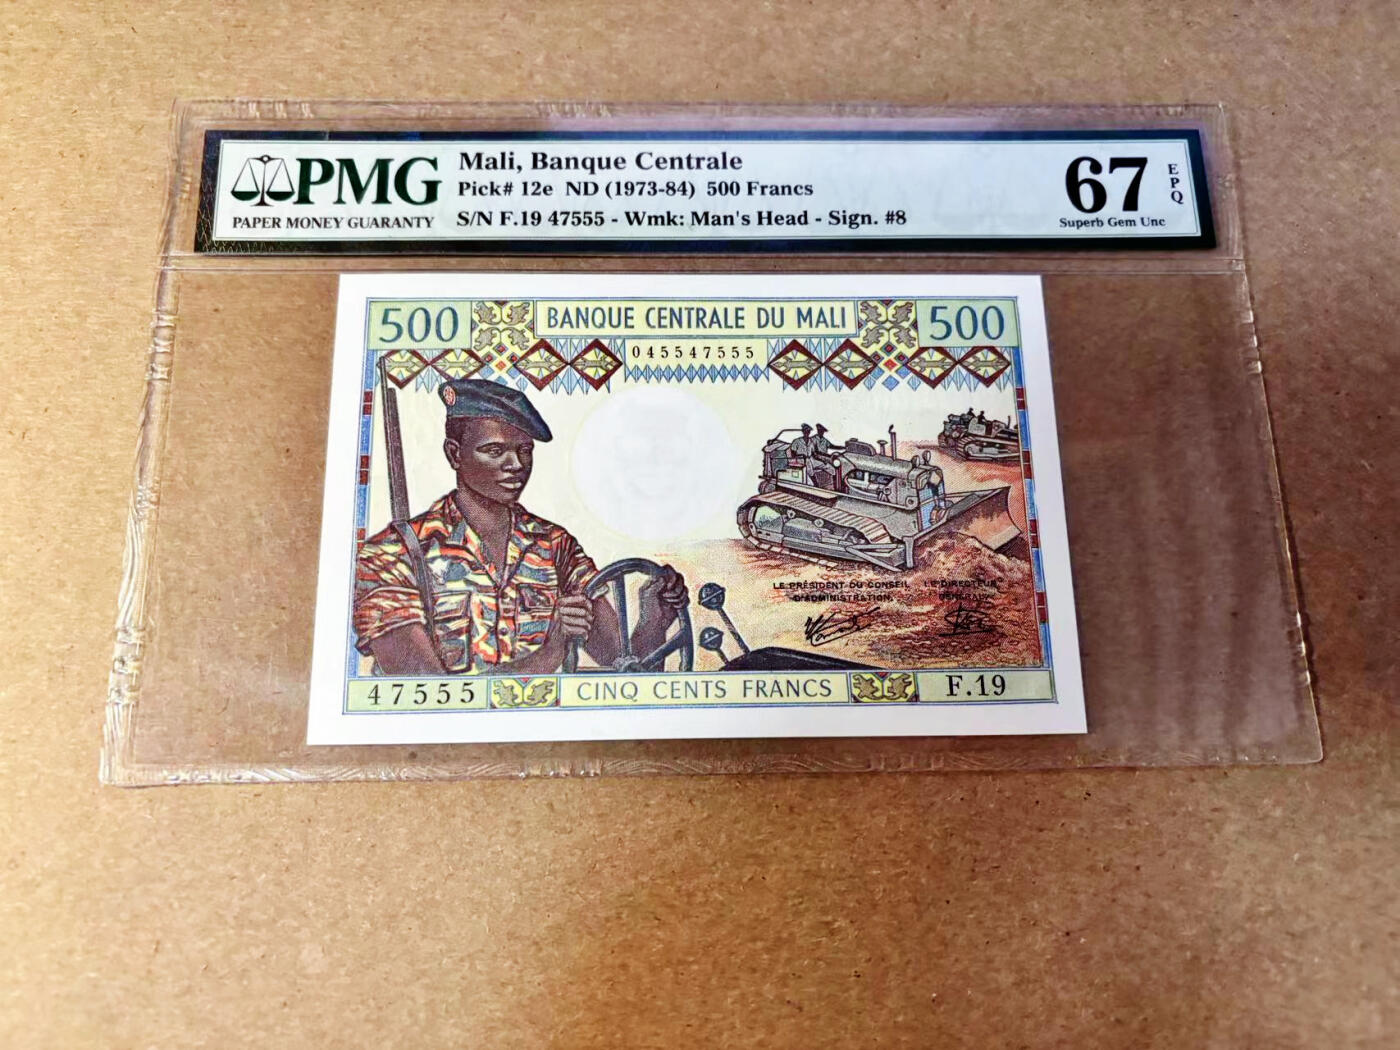 PMG
PAPER MONEY GUARANTY
Mali, Banque Centrale
Pick# 12e ND (1973-84) 500 Francs
S/N F.19 47555 - Wmk: Man's Head - Sign. #8
67
EPQ
Superb Gem Unc
500
BANQUE CENTRALE DU MALI
500
045547555
LE PRÉSIDENT DU CONSEIL
D'ADMINISTRATION
LE DIRECTEUR
GÉNÉRAL
47555
CINQ CENTS FRANCS
F.19